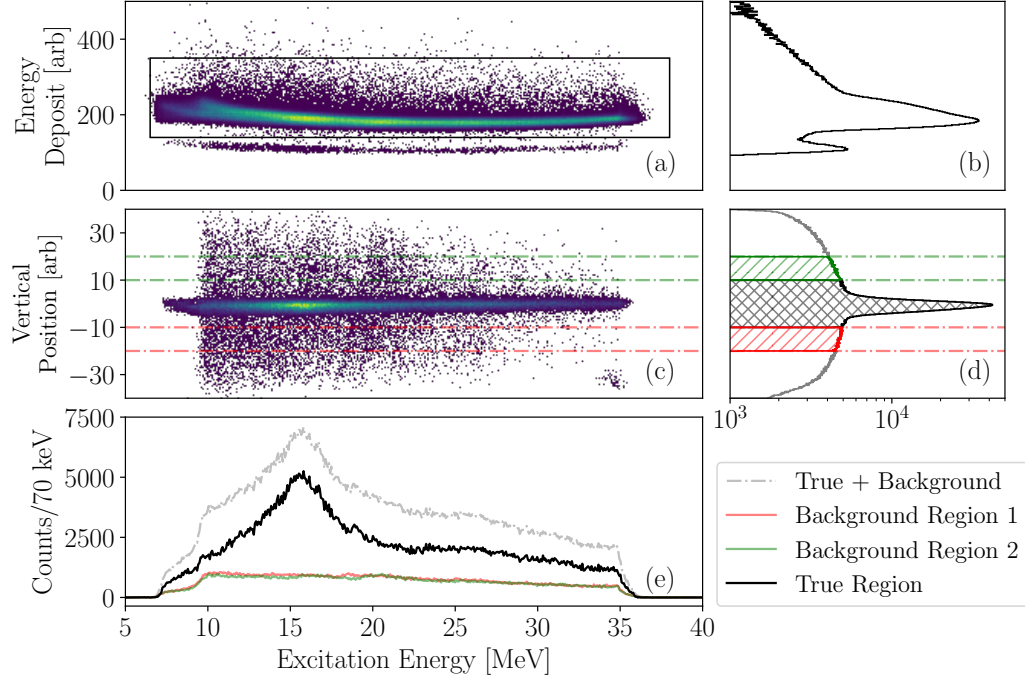 Energy
Deposit [arb]
400
200
0
(a)
(b)
Vertical
Position [arb]
30
10
−10
−30
(c)
(d)
10³
10⁴
Counts/70 keV
7500
5000
2500
0
(e)
5
10
15
20
25
30
35
40
Excitation Energy [MeV]
True + Background
Background Region 1
Background Region 2
True Region